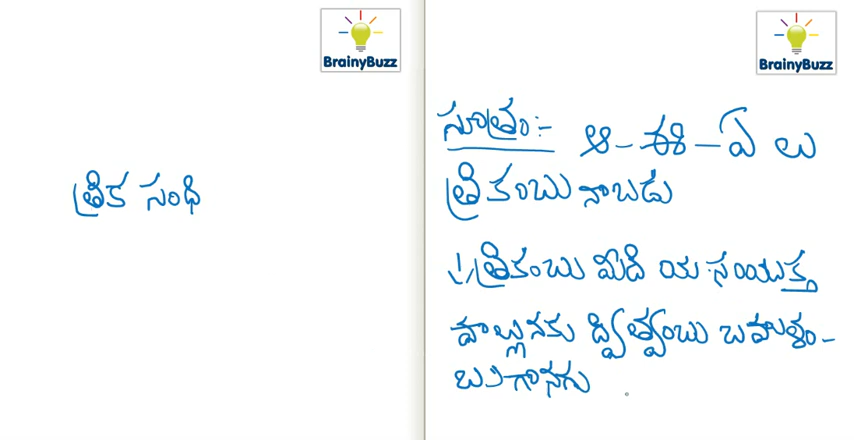 BrainyBuzz
త్రిక సంధి
BrainyBuzz
సూత్రం:- ఆ-ఈ-ఏ లు
త్రికంబు నాబడు
1, త్రికంబు మీది య సంయుక్త
హల్లునకు ద్విత్వంబు బహుళం-
బుగానగు